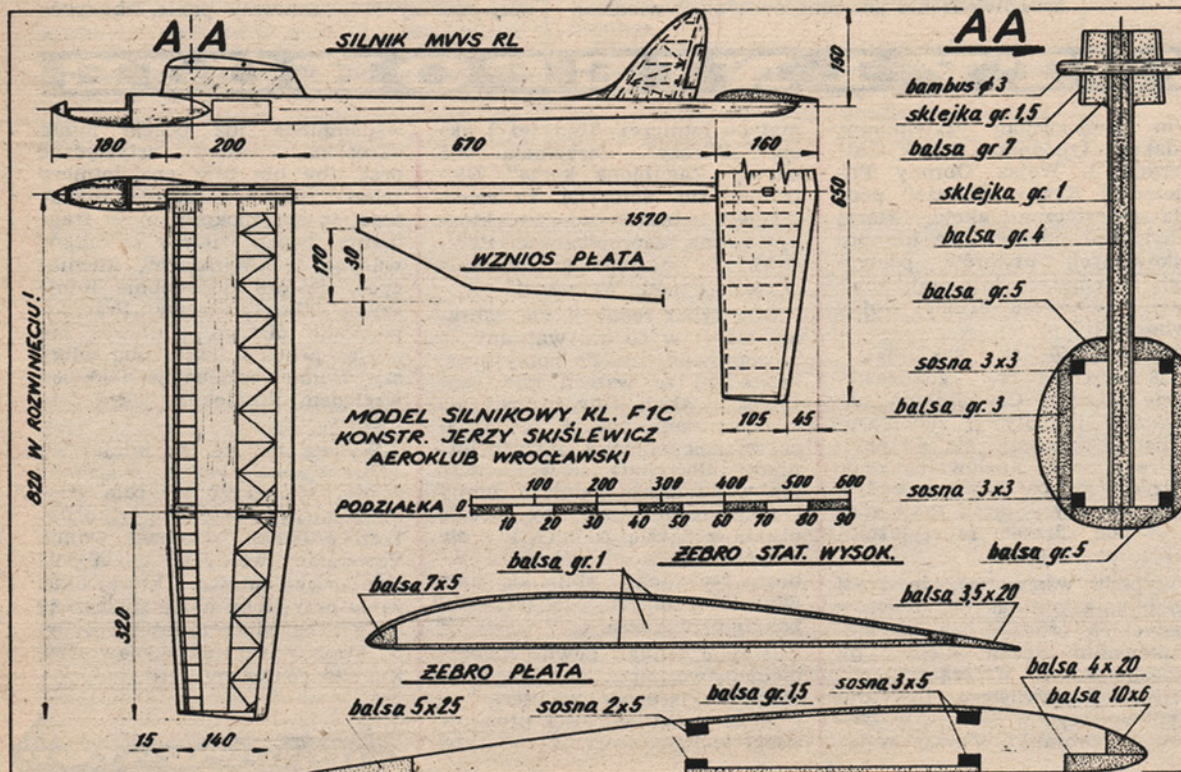 A A
SILNIK MVVS RL
160
180
200
670
160
1570
170
30
WZNIOS PŁATA
650
820 W ROZWINIĘCIU!
MODEL SILNIKOWY KL. F1C
KONSTR. JERZY SKIŚLEWICZ
AEROKLUB WROCŁAWSKI
105
45
100 200 300 400 500 600
PODZIAŁKA 0
10 20 30 40 50 60 70 80 90
320
15
140
ŻEBRO STAT. WYSOK.
balsa gr. 1
balsa 7x5
balsa 3,5x20
ŻEBRO PŁATA
balsa 5x25
sosna 2x5
balsa gr. 1,5
sosna 3x5
balsa 4x20
balsa 10x6
AA
bambus ø 3
sklejka gr. 1,5
balsa gr 7
sklejka gr. 1
balsa gr. 4
balsa gr. 5
sosna 3x3
balsa gr. 3
sosna 3x3
balsa gr. 5